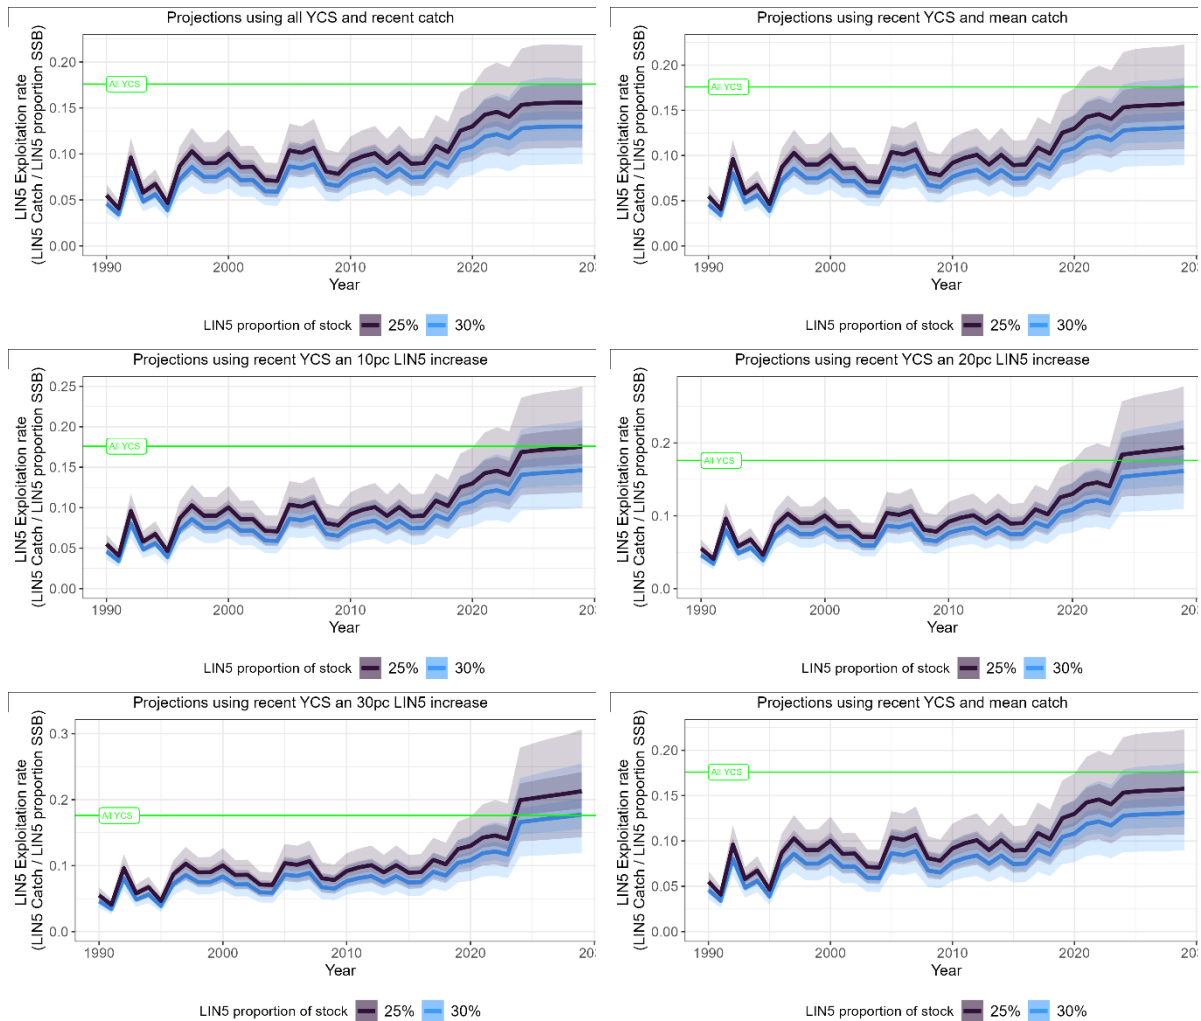 Projections using all YCS and recent catch
LIN5 Exploitation rate
(LIN5 Catch / LIN5 proportion SSB)
0.20
0.15
0.10
0.05
0.00
All YCS
1990 2000 2010 2020 203
Year
LIN5 proportion of stock 25% 30%
Projections using recent YCS and mean catch
LIN5 Exploitation rate
(LIN5 Catch / LIN5 proportion SSB)
0.20
0.15
0.10
0.05
0.00
All YCS
1990 2000 2010 2020 203
Year
LIN5 proportion of stock 25% 30%
Projections using recent YCS an 10pc LIN5 increase
LIN5 Exploitation rate
(LIN5 Catch / LIN5 proportion SSB)
0.25
0.20
0.15
0.10
0.05
0.00
All YCS
1990 2000 2010 2020 203
Year
LIN5 proportion of stock 25% 30%
Projections using recent YCS an 20pc LIN5 increase
LIN5 Exploitation rate
(LIN5 Catch / LIN5 proportion SSB)
0.2
0.1
0.0
All YCS
1990 2000 2010 2020 203
Year
LIN5 proportion of stock 25% 30%
Projections using recent YCS an 30pc LIN5 increase
LIN5 Exploitation rate
(LIN5 Catch / LIN5 proportion SSB)
0.3
0.2
0.1
0.0
All YCS
1990 2000 2010 2020 203
Year
LIN5 proportion of stock 25% 30%
Projections using recent YCS and mean catch
LIN5 Exploitation rate
(LIN5 Catch / LIN5 proportion SSB)
0.20
0.15
0.10
0.05
0.00
All YCS
1990 2000 2010 2020 203
Year
LIN5 proportion of stock 25% 30%